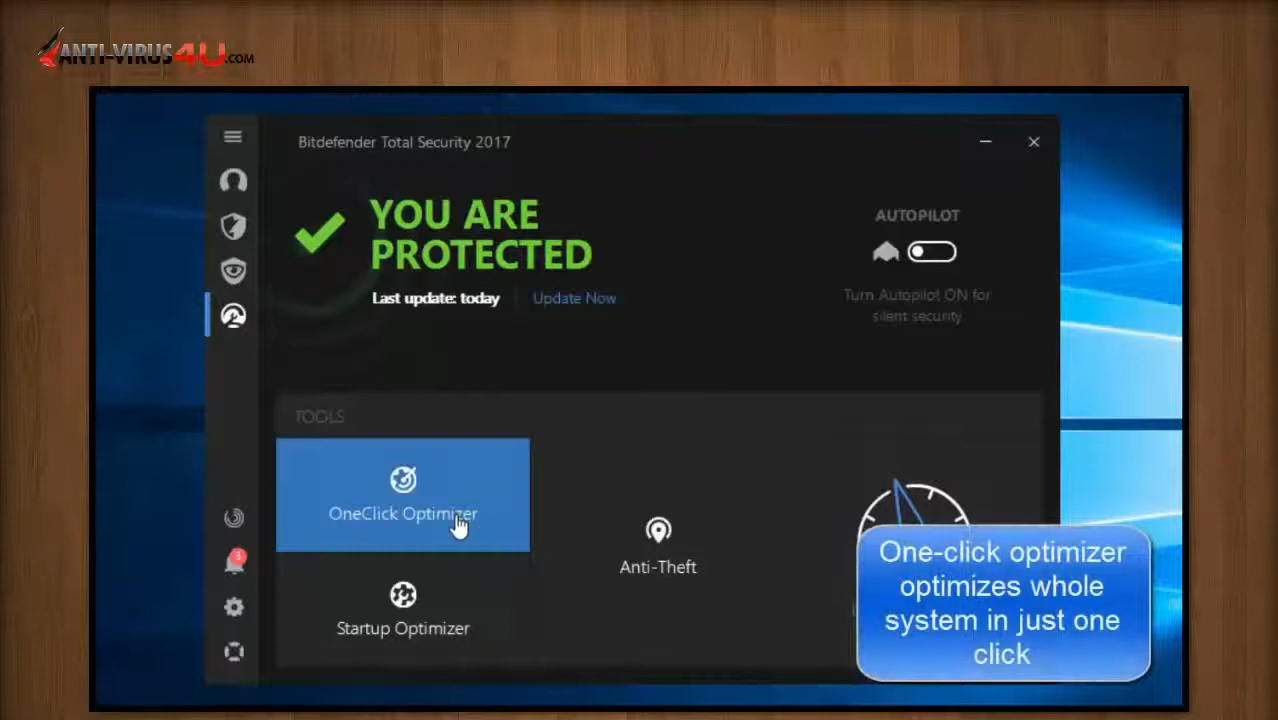 ANTI-VIRUS4U.COM
Bitdefender Total Security 2017
YOU ARE
PROTECTED
Last update: today
Update Now
AUTOPILOT
Turn Autopilot ON for
silent security
TOOLS
OneClick Optimizer
Startup Optimizer
Anti-Theft
3
One-click optimizer
optimizes whole
system in just one
click